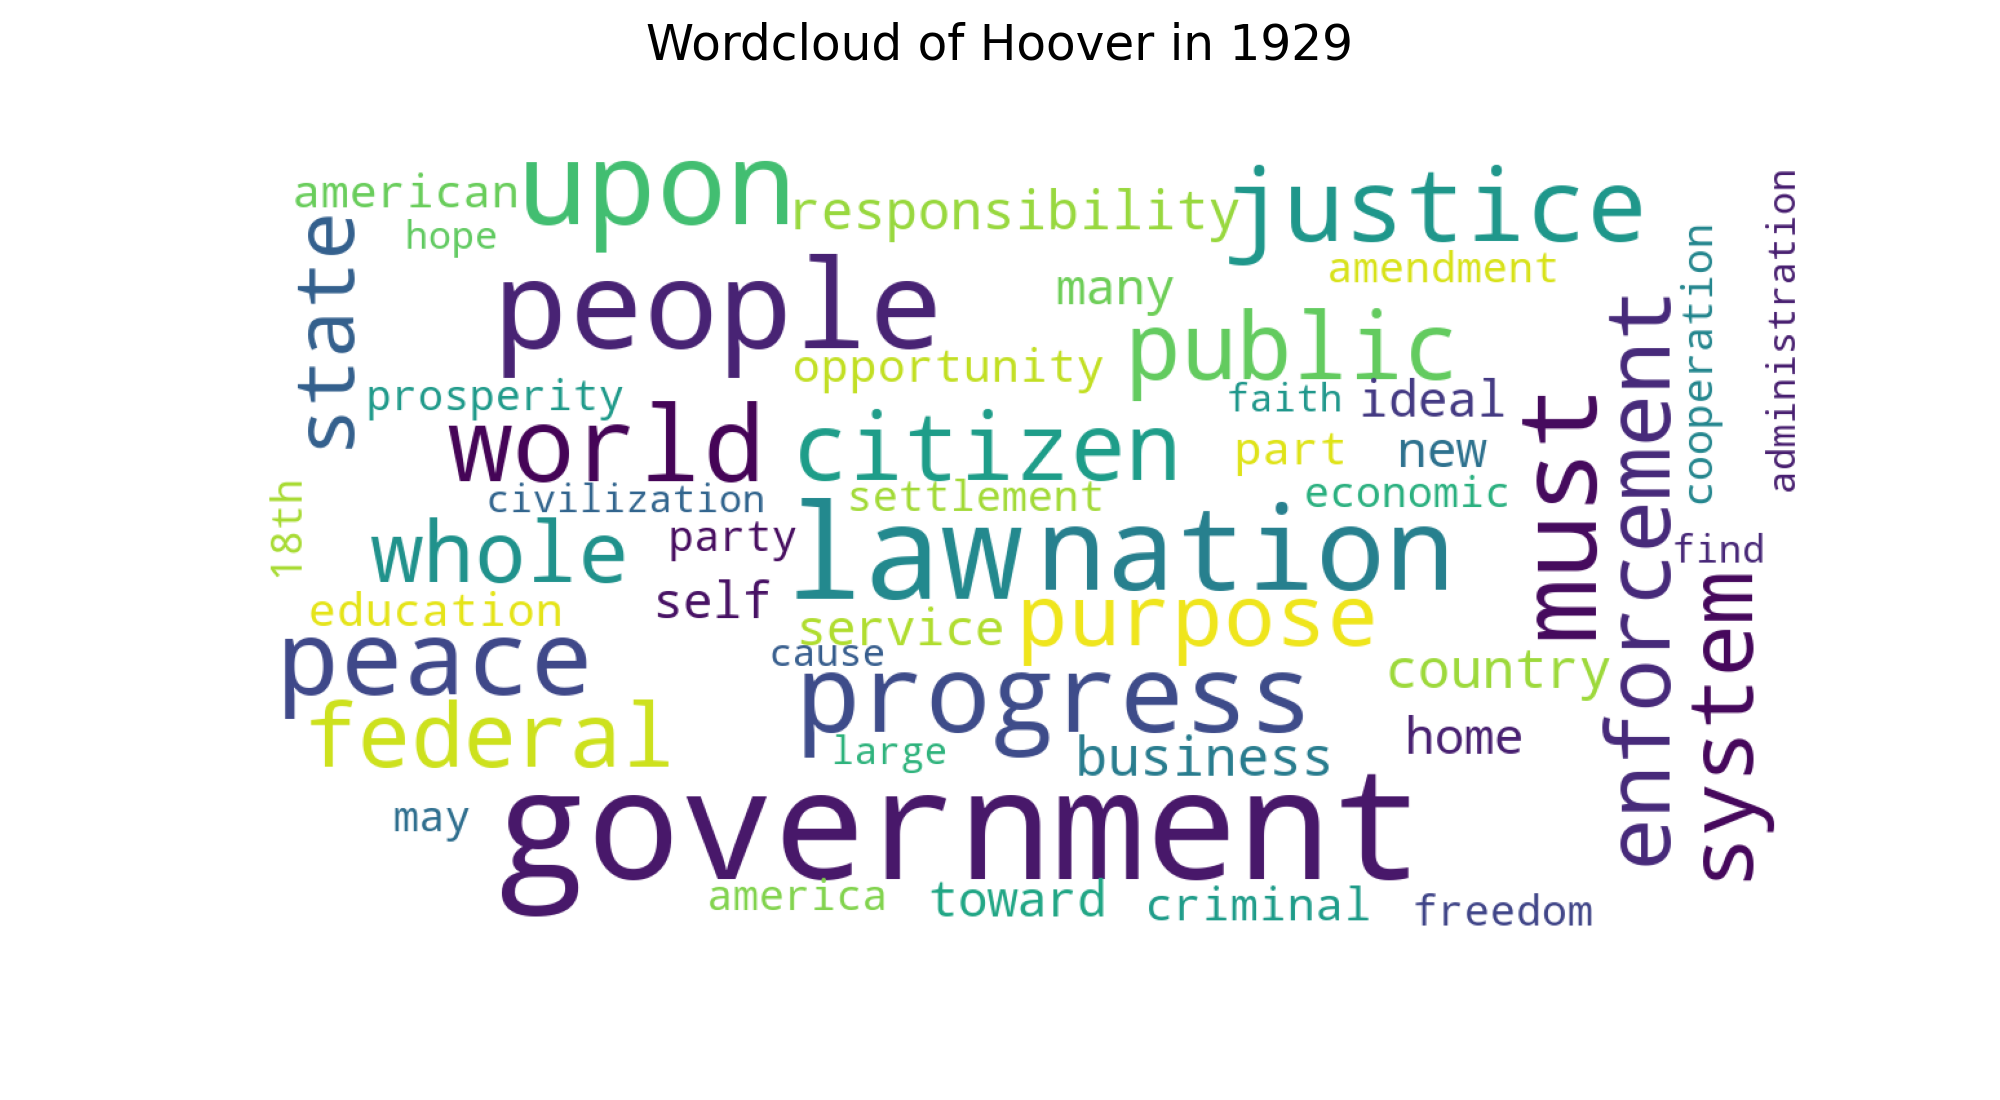 Wordcloud of Hoover in 1929
american
upon
responsibility
justice
administration
hope
state
cooperation
people
many
amendment
public
opportunity
prosperity
faith
ideal
must
enforcement
world
citizen
part
new
civilization
settlement
economic
18th
whole
party
law
nation
find
education
self
service
purpose
system
peace
cause
progress
country
federal
large
business
home
may
government
america
toward
criminal
freedom